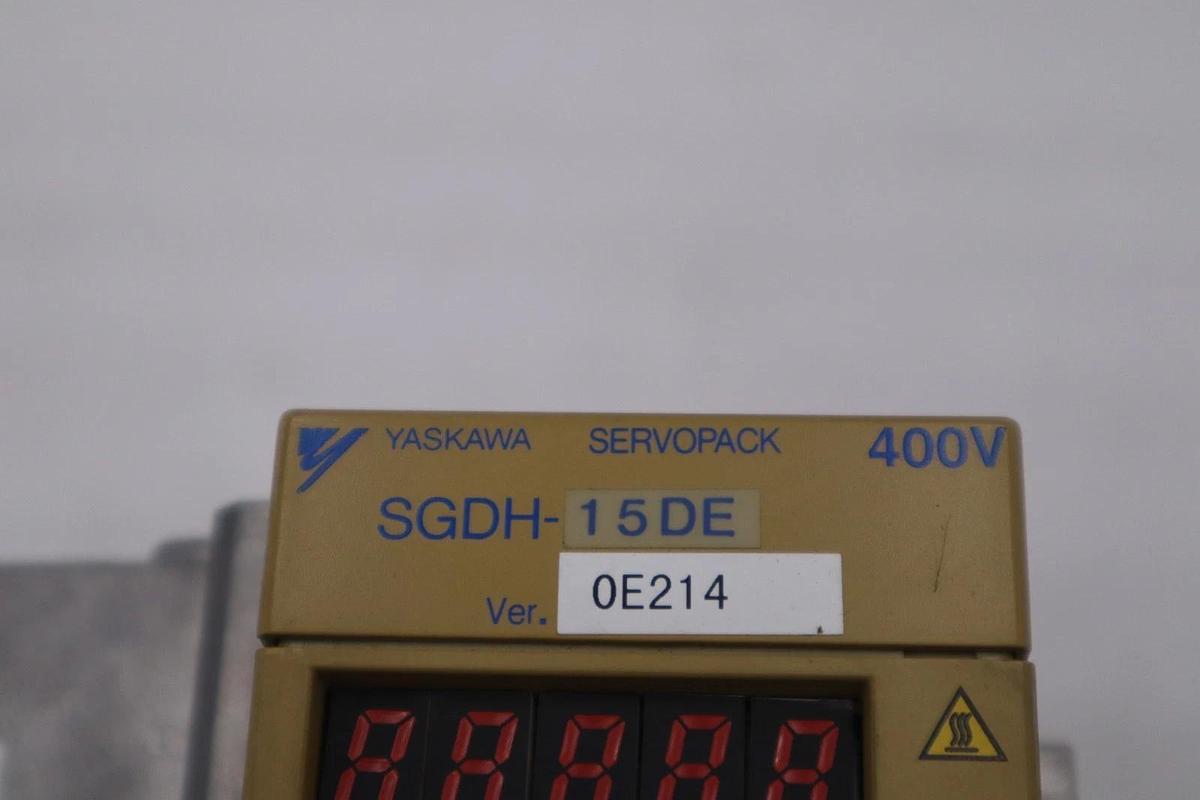 YASKAWA SERVOPACK 400V
SGDH-15DE
Ver. 0E214